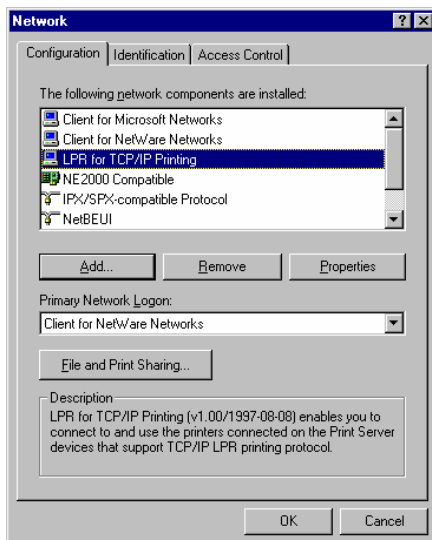 Network
Configuration Identification Access Control
The following network components are installed:
Client for Microsoft Networks
Client for NetWare Networks
LPR for TCP/IP Printing
NE2000 Compatible
IPX/SPX-compatible Protocol
NetBEUI
Add... Remove Properties
Primary Network Logon:
Client for NetWare Networks
File and Print Sharing...
Description
LPR for TCP/IP Printing (v1.00/1997-08-08) enables you to
connect to and use the printers connected on the Print Server
devices that support TCP/IP LPR printing protocol.
OK Cancel